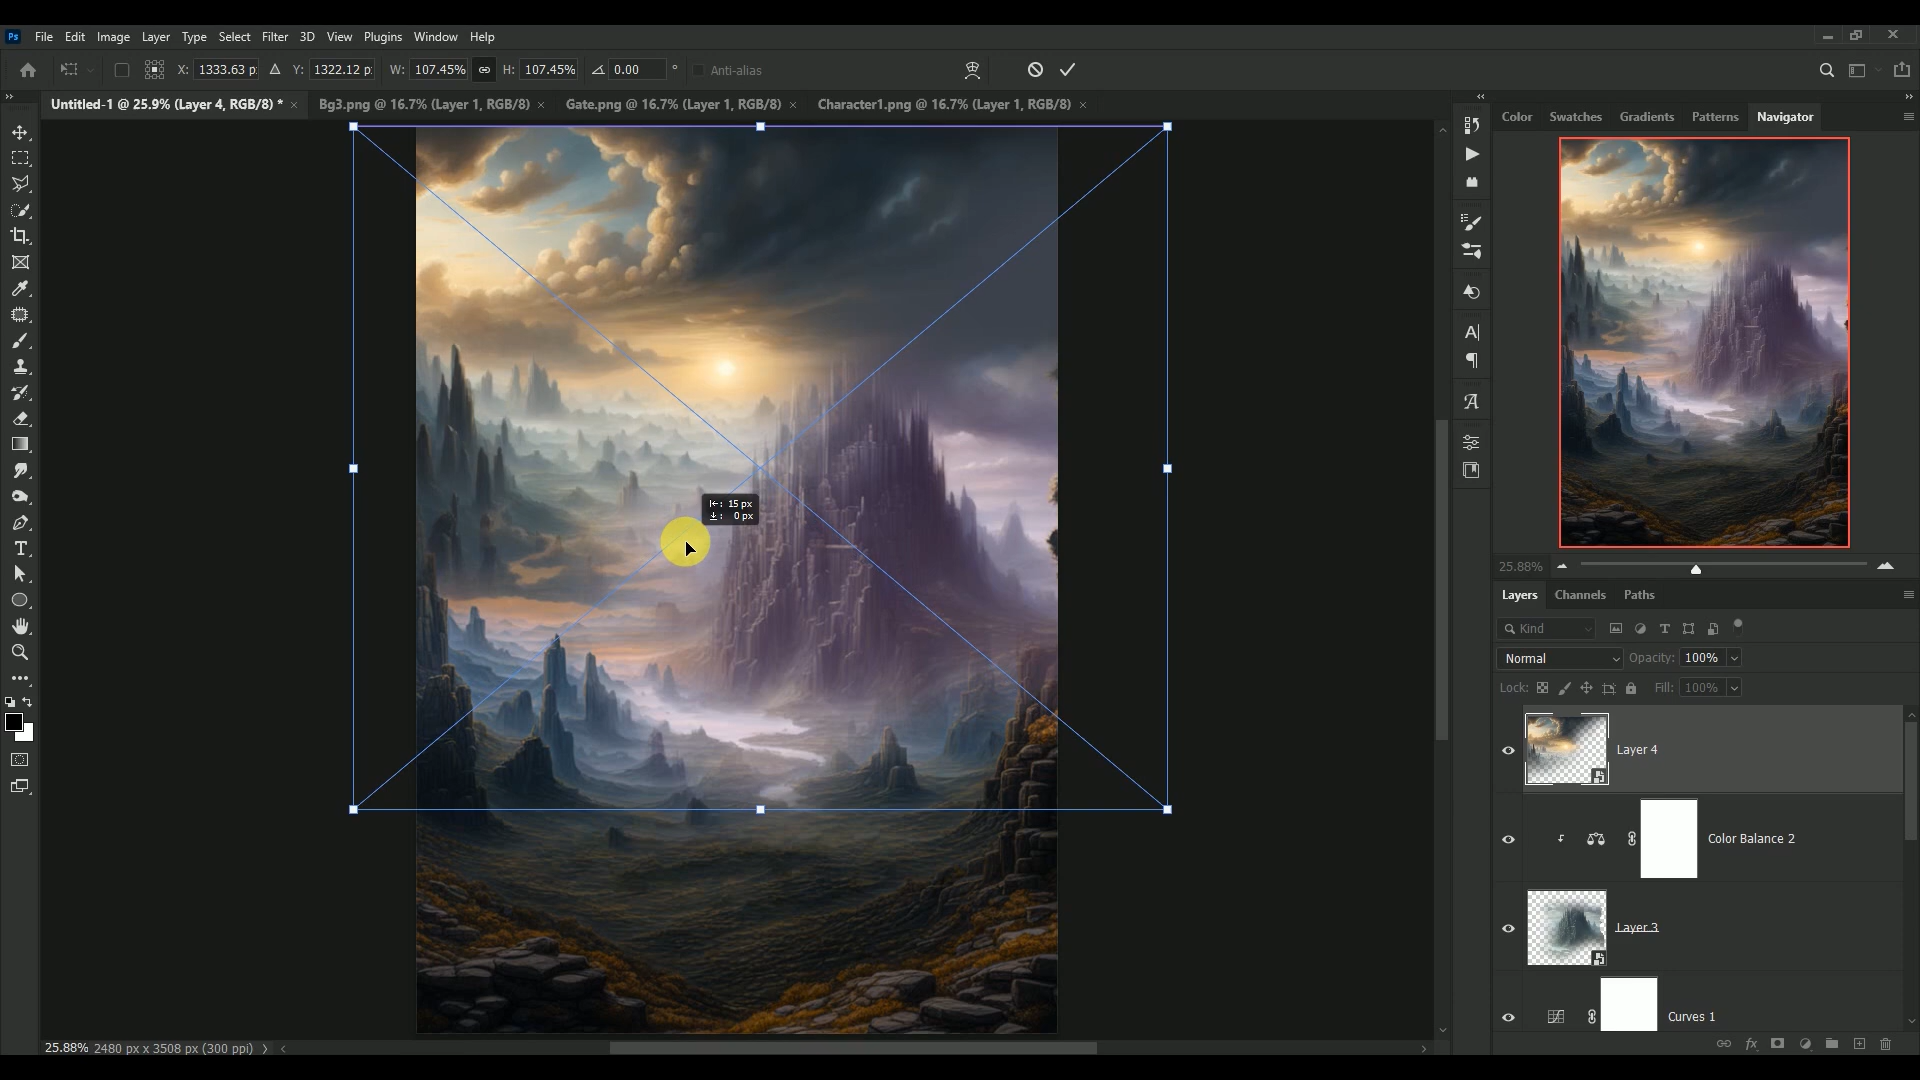 Ps File Edit Image Layer Type Select Filter 3D View Plugins Window Help
X: 1333.63 p Y: 1322.12 p W: 107.45% H: 107.45% 0.00 ° Anti-alias
Untitled-1 @ 25.9% (Layer 4, RGB/8) * × Bg3.png @ 16.7% (Layer 1, RGB/8) × Gate.png @ 16.7% (Layer 1, RGB/8) × Character1.png @ 16.7% (Layer 1, RGB/8) ×
Color Swatches Gradients Patterns Navigator
: 15 px
: 0 px
25.88%
Layers Channels Paths
Kind
Normal Opacity: 100%
Lock: Fill: 100%
Layer 4
Color Balance 2
Layer 3
Curves 1
fx
25.88% 2480 px x 3508 px (300 ppi)